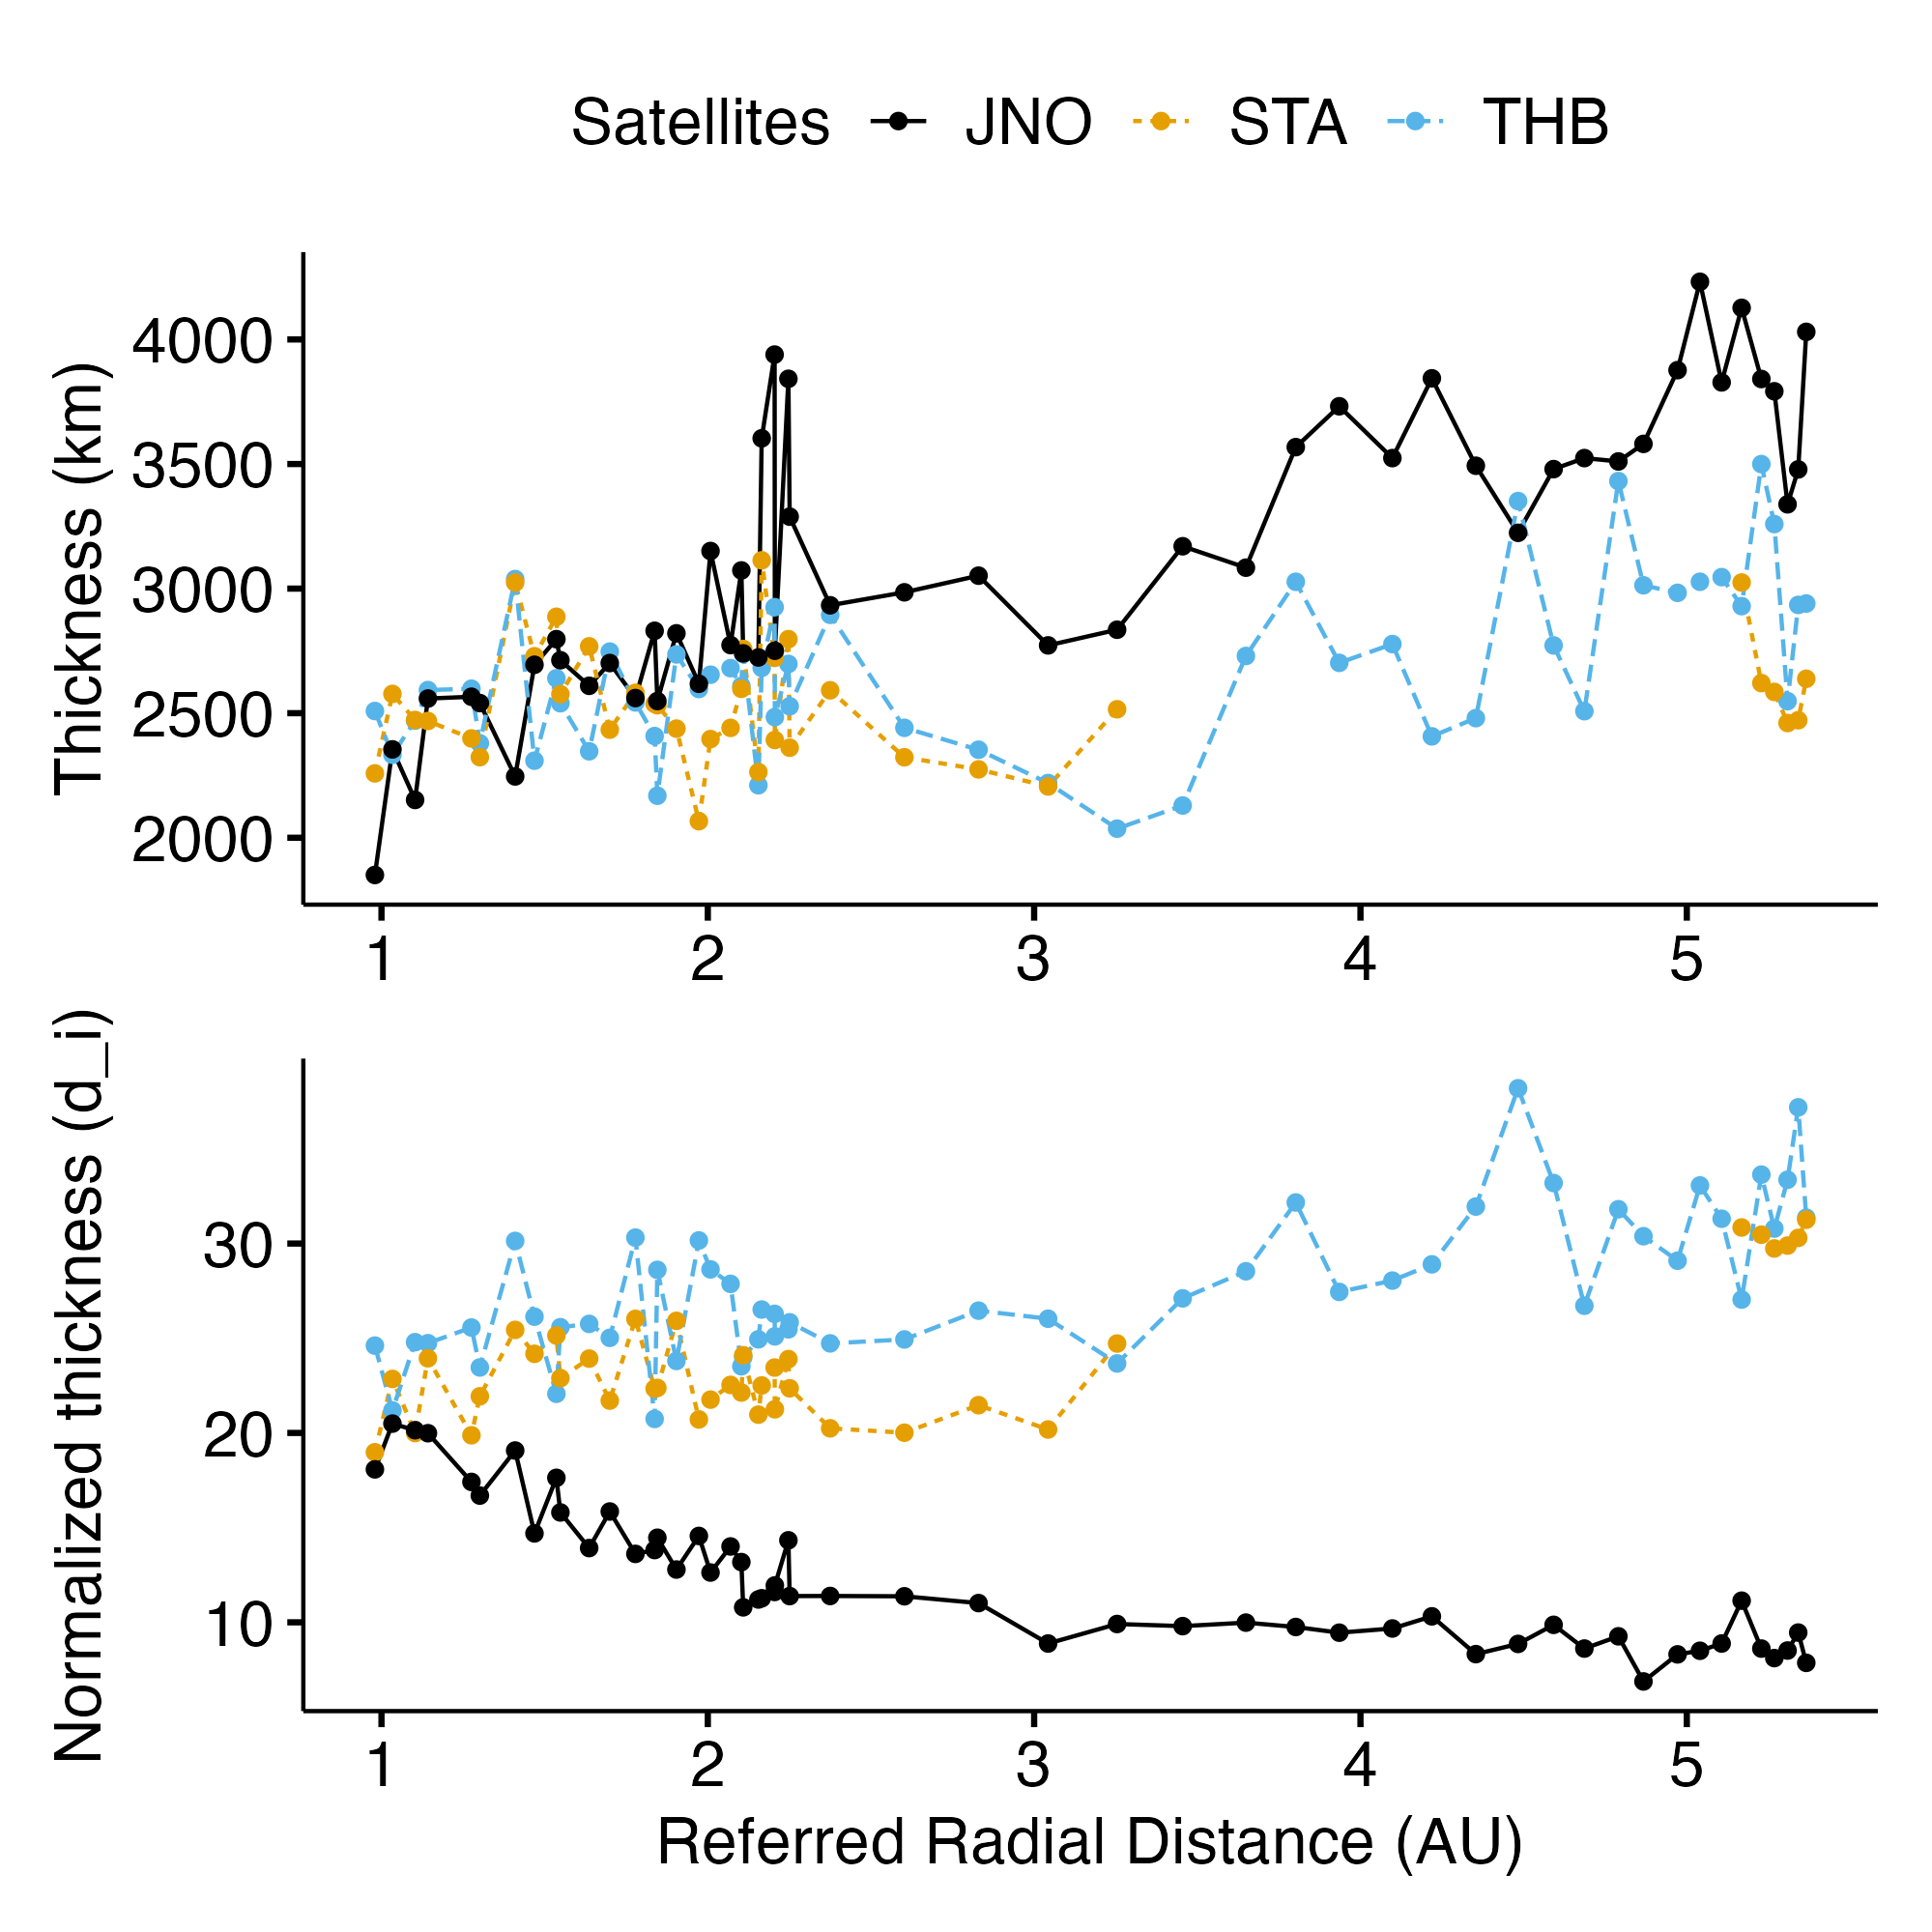 Satellites JNO STA THB
Thickness (km)
4000
3500
3000
2500
2000
1 2 3 4 5
Normalized thickness (d_i)
30
20
10
1 2 3 4 5
Referred Radial Distance (AU)